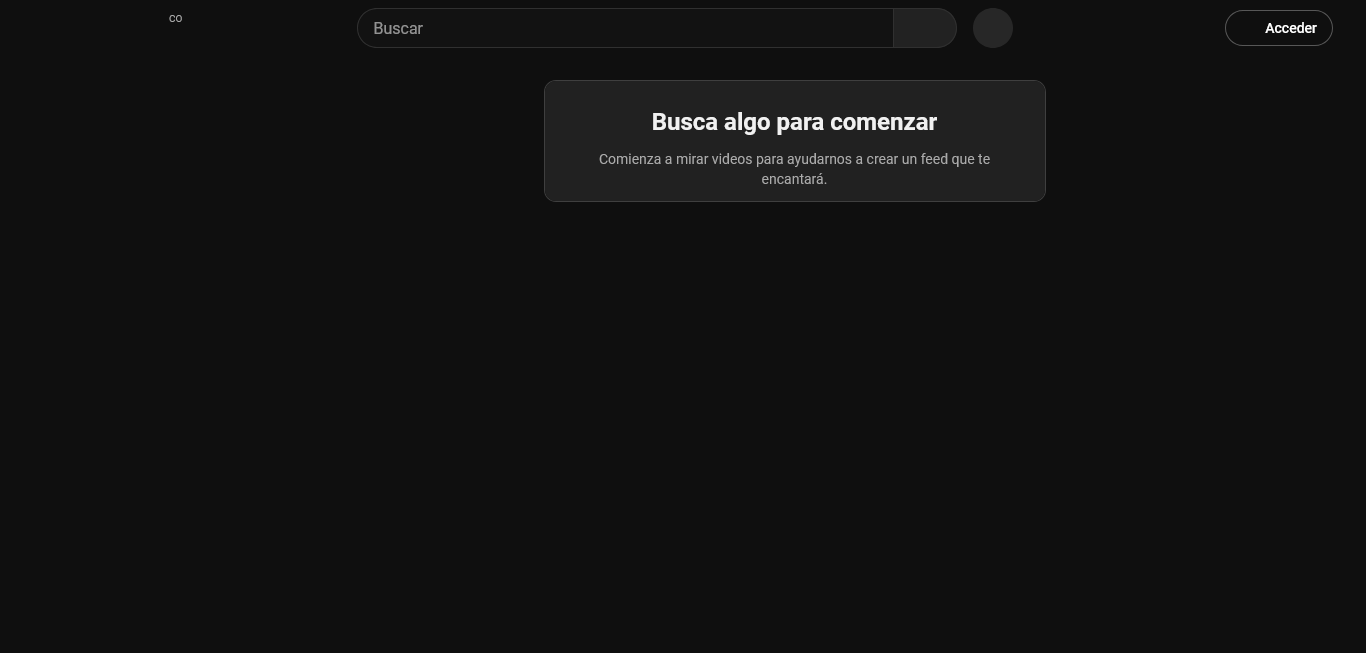 CO
Buscar
Acceder
Busca algo para comenzar
Comienza a mirar videos para ayudarnos a crear un feed que te
encantará.